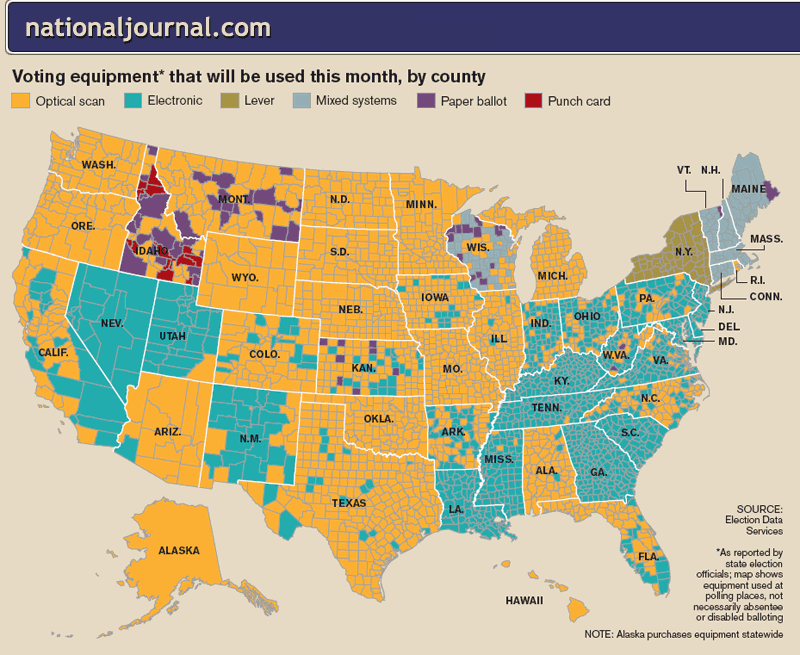 nationaljournal.com
Voting equipment* that will be used this month, by county
Optical scan Electronic Lever Mixed systems Paper ballot Punch card
WASH.
MONT.
N.D.
MINN.
VT. N.H.
MAINE
ORE.
IDAHO
S.D.
WIS.
MASS.
WYO.
MICH.
N.Y.
R.I.
CONN.
NEB.
IOWA
PA.
N.J.
NEV.
UTAH
ILL.
IND.
OHIO
DEL.
MD.
CALIF.
COLO.
KAN.
MO.
W.VA.
VA.
KY.
N.C.
TENN.
ARIZ.
N.M.
OKLA.
ARK.
S.C.
MISS.
ALA.
GA.
TEXAS
LA.
FLA.
ALASKA
HAWAII
SOURCE:
Election Data
Services
*As reported by
state election
officials; map shows
equipment used at
polling places, not
necessarily absentee
or disabled balloting
NOTE: Alaska purchases equipment statewide